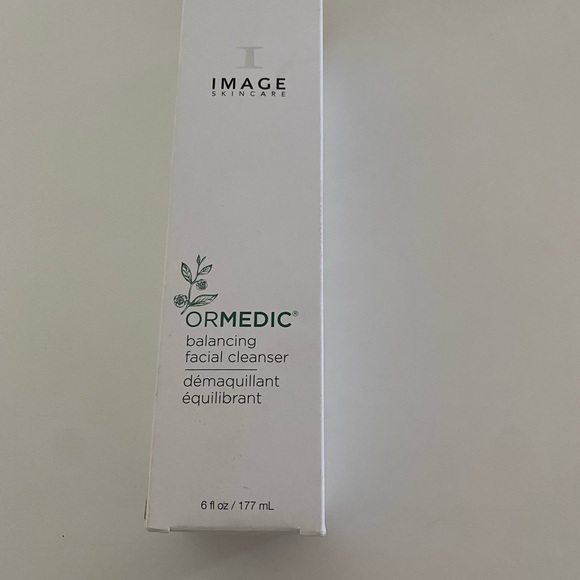 I
IMAGE
SKINCARE
ORMEDIC®
balancing
facial cleanser
démaquillant
équilibrant
6 fl oz / 177 mL